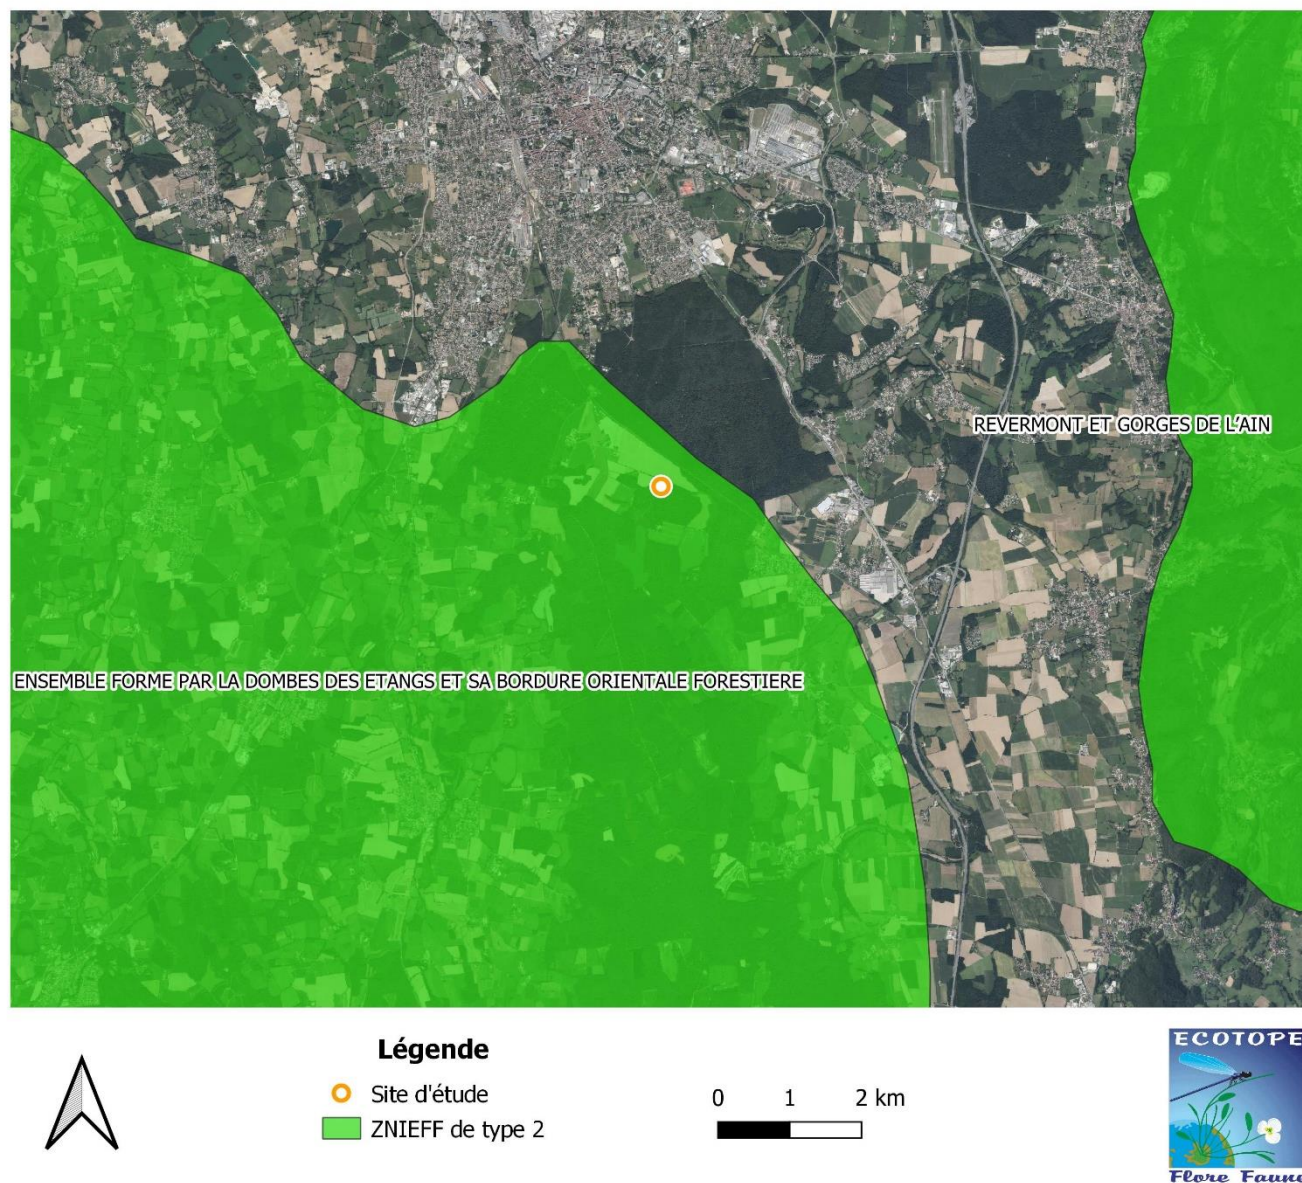 REVERMONT ET GORGES DE L'AIN
ENSEMBLE FORME PAR LA DOMBES DES ETANGS ET SA BORDURE ORIENTALE FORESTIERE
Légende
Site d'étude
ZNIEFF de type 2
0 1 2 km
ECOTOPE
Flore Faune